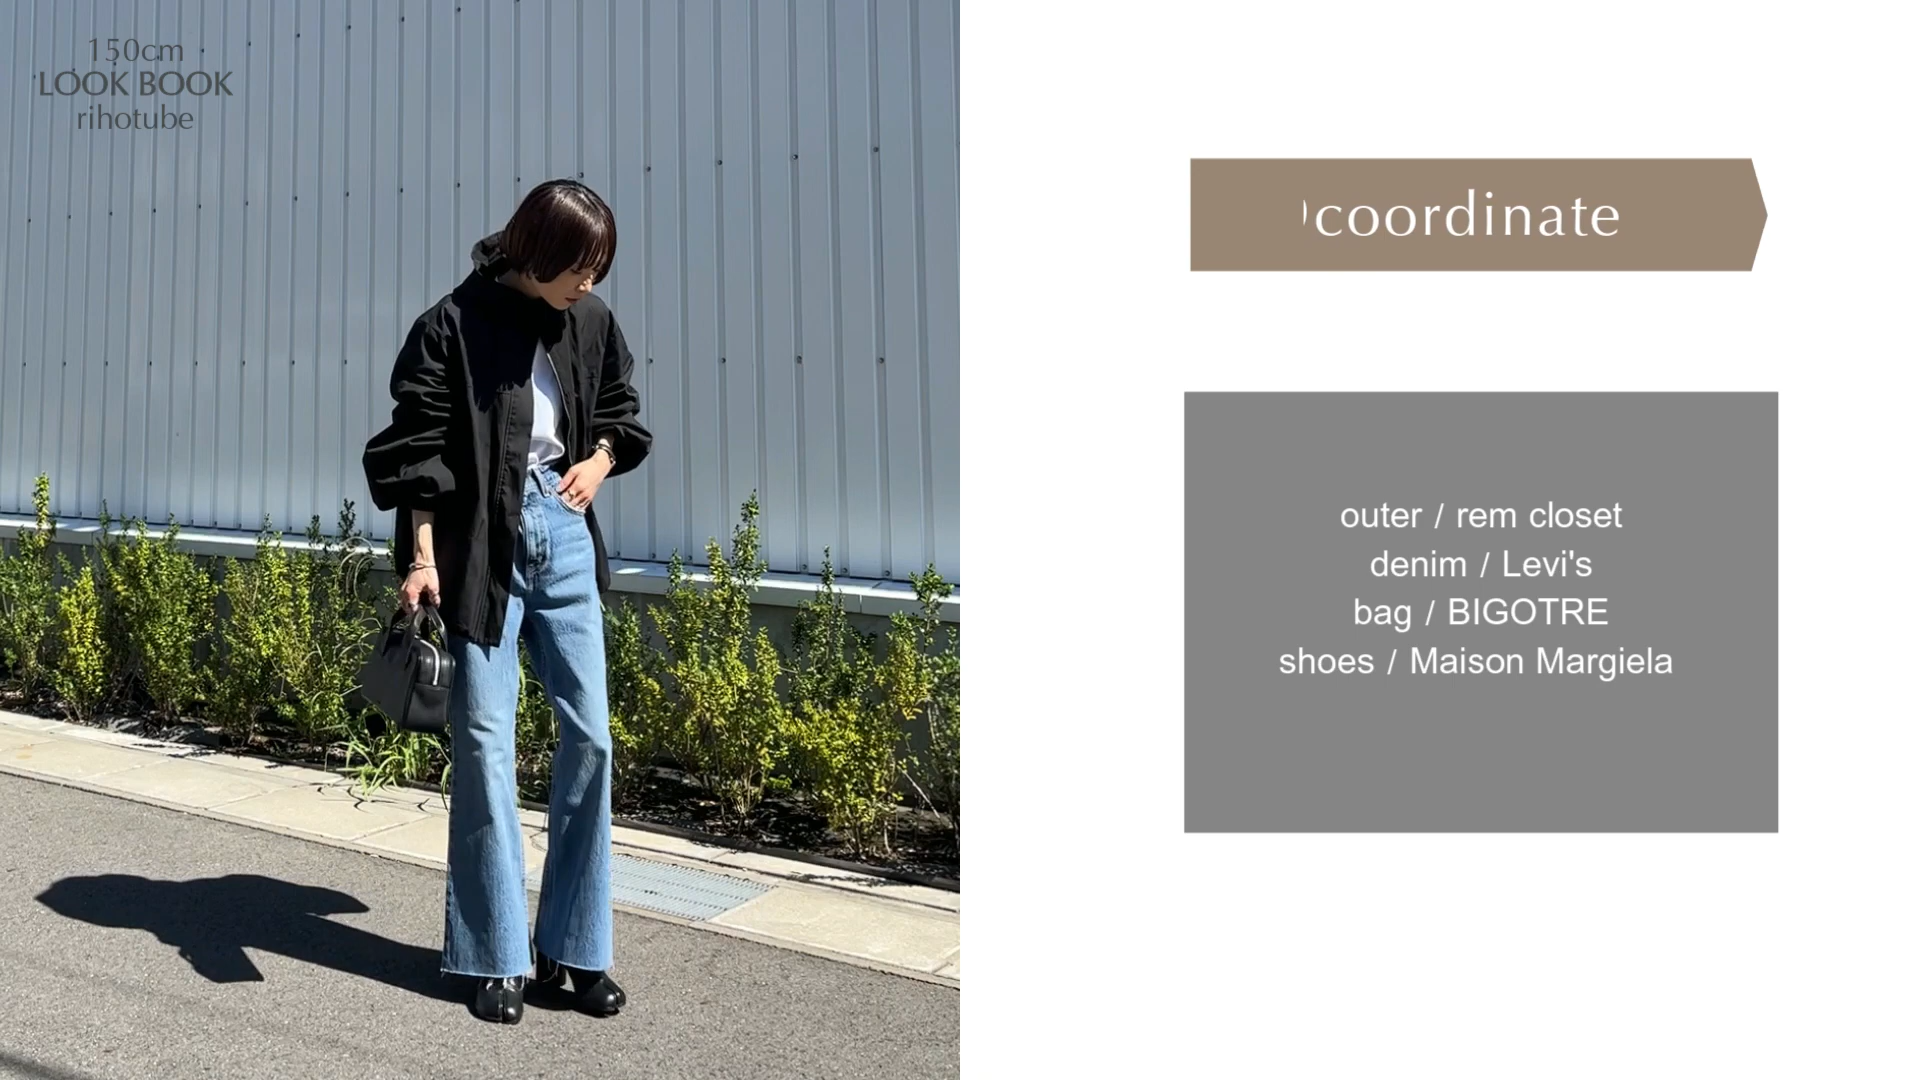 150cm
LOOK BOOK
rihotube
coordinate
outer / rem closet
denim / Levi's
bag / BIGOTRE
shoes / Maison Margiela